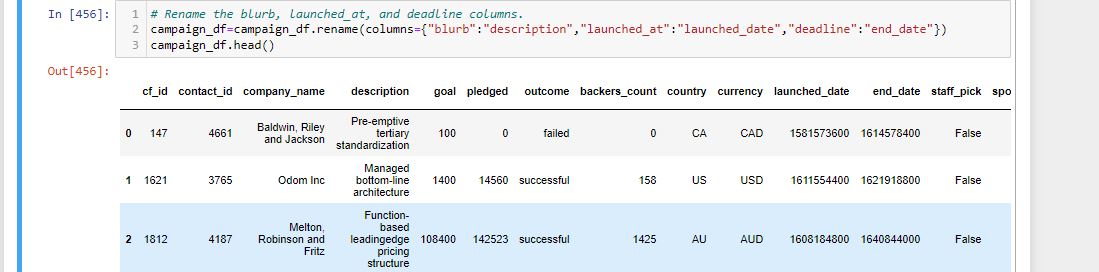 In [456]:
1 # Rename the blurb, launched_at, and deadline columns.
2 campaign_df=campaign_df.rename(columns={"blurb":"description","launched_at":"launched_date","deadline":"end_date"})
3 campaign_df.head()
Out[456]:
cf_id contact_id company_name description goal pledged outcome backers_count country currency launched_date end_date staff_pick spo
Pre-emptive
Baldwin, Riley tertiary
0 147 4661 100 0 failed 0 CA CAD 1581573600 1614578400 False
and Jackson standardization
Managed
1 1621 3765 Odom Inc bottom-line 1400 14560 successful 158 US USD 1611554400 1621918800 False
architecture
Function-
Melton, based
2 1812 4187 Robinson and leadingedge 108400 142523 successful 1425 AU AUD 1608184800 1640844000 False
Fritz pricing
structure